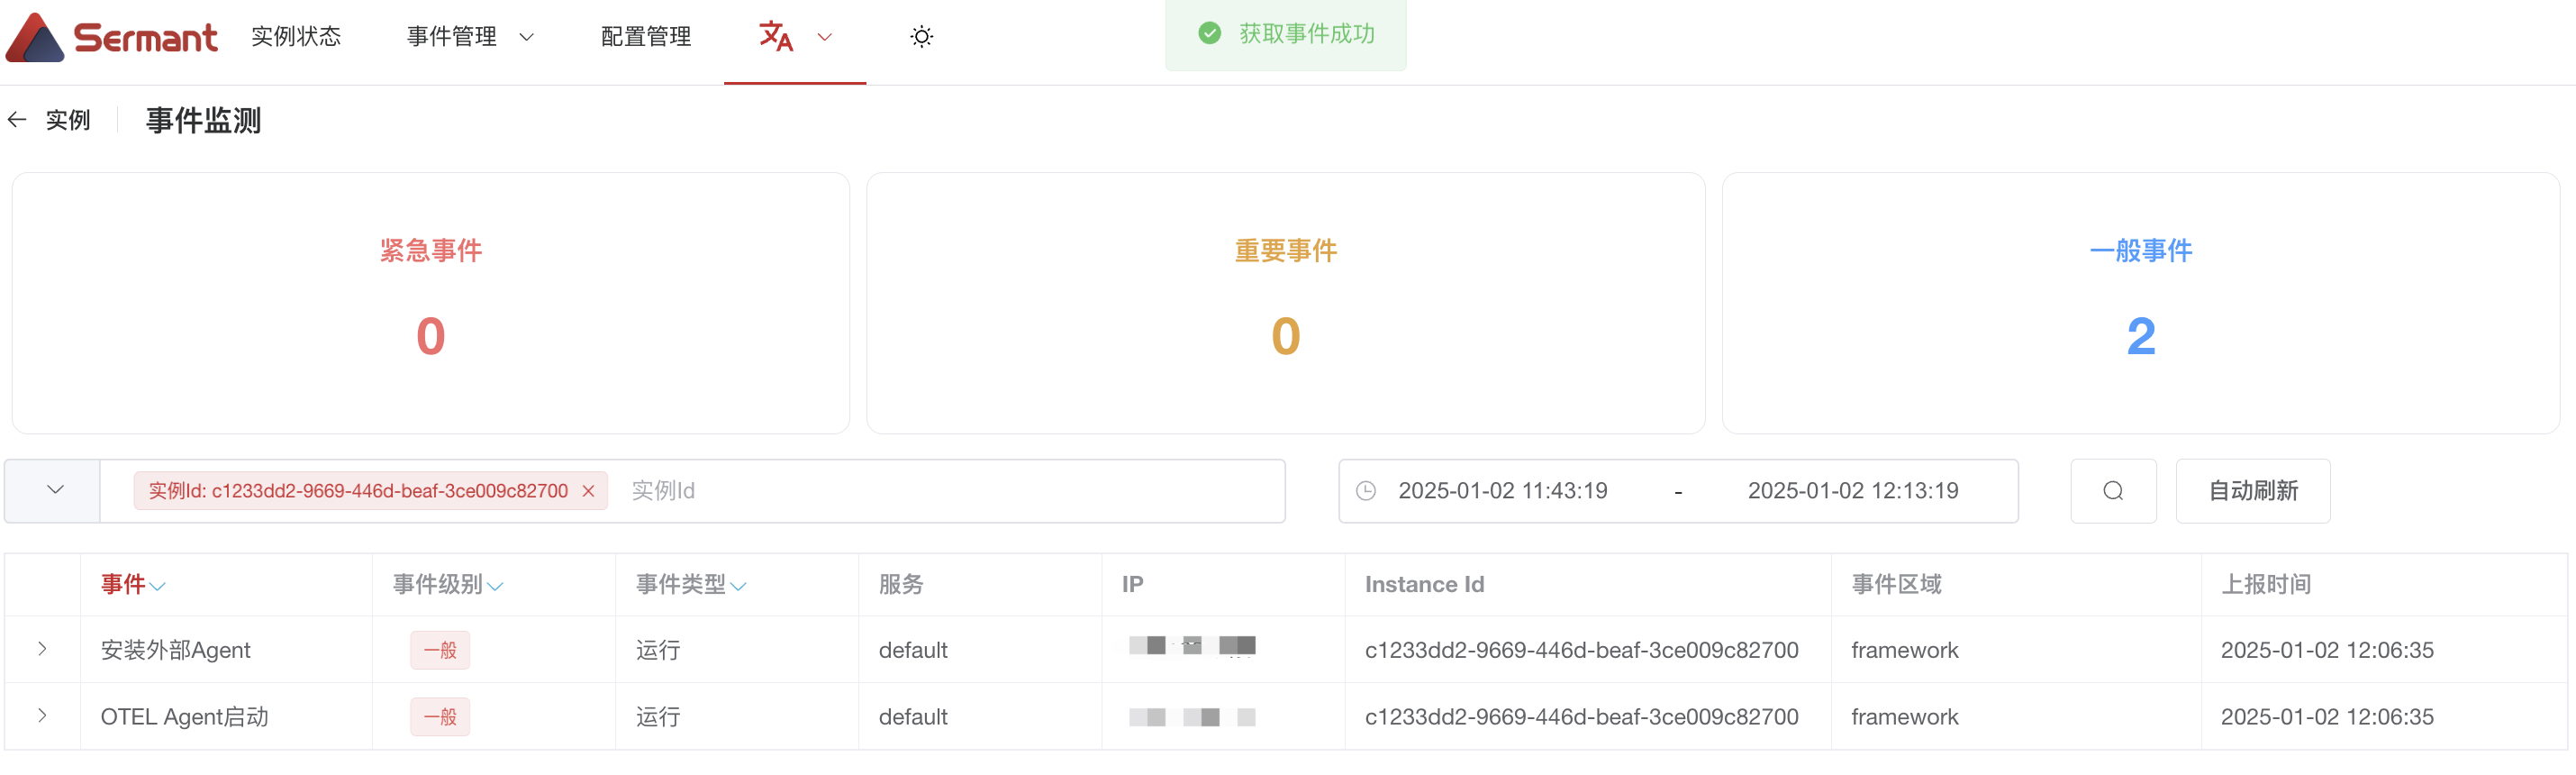 Sermant 实例状态 事件管理 配置管理 文A 获取事件成功
实例 事件监测
紧急事件 重要事件 一般事件
0 0 2
实例Id: c1233dd2-9669-446d-beaf-3ce009c82700 × 实例Id 2025-01-02 11:43:19 - 2025-01-02 12:13:19 自动刷新
事件 事件级别 事件类型 服务 IP Instance Id 事件区域 上报时间
安装外部Agent 一般 运行 default c1233dd2-9669-446d-beaf-3ce009c82700 framework 2025-01-02 12:06:35
OTEL Agent启动 一般 运行 default c1233dd2-9669-446d-beaf-3ce009c82700 framework 2025-01-02 12:06:35